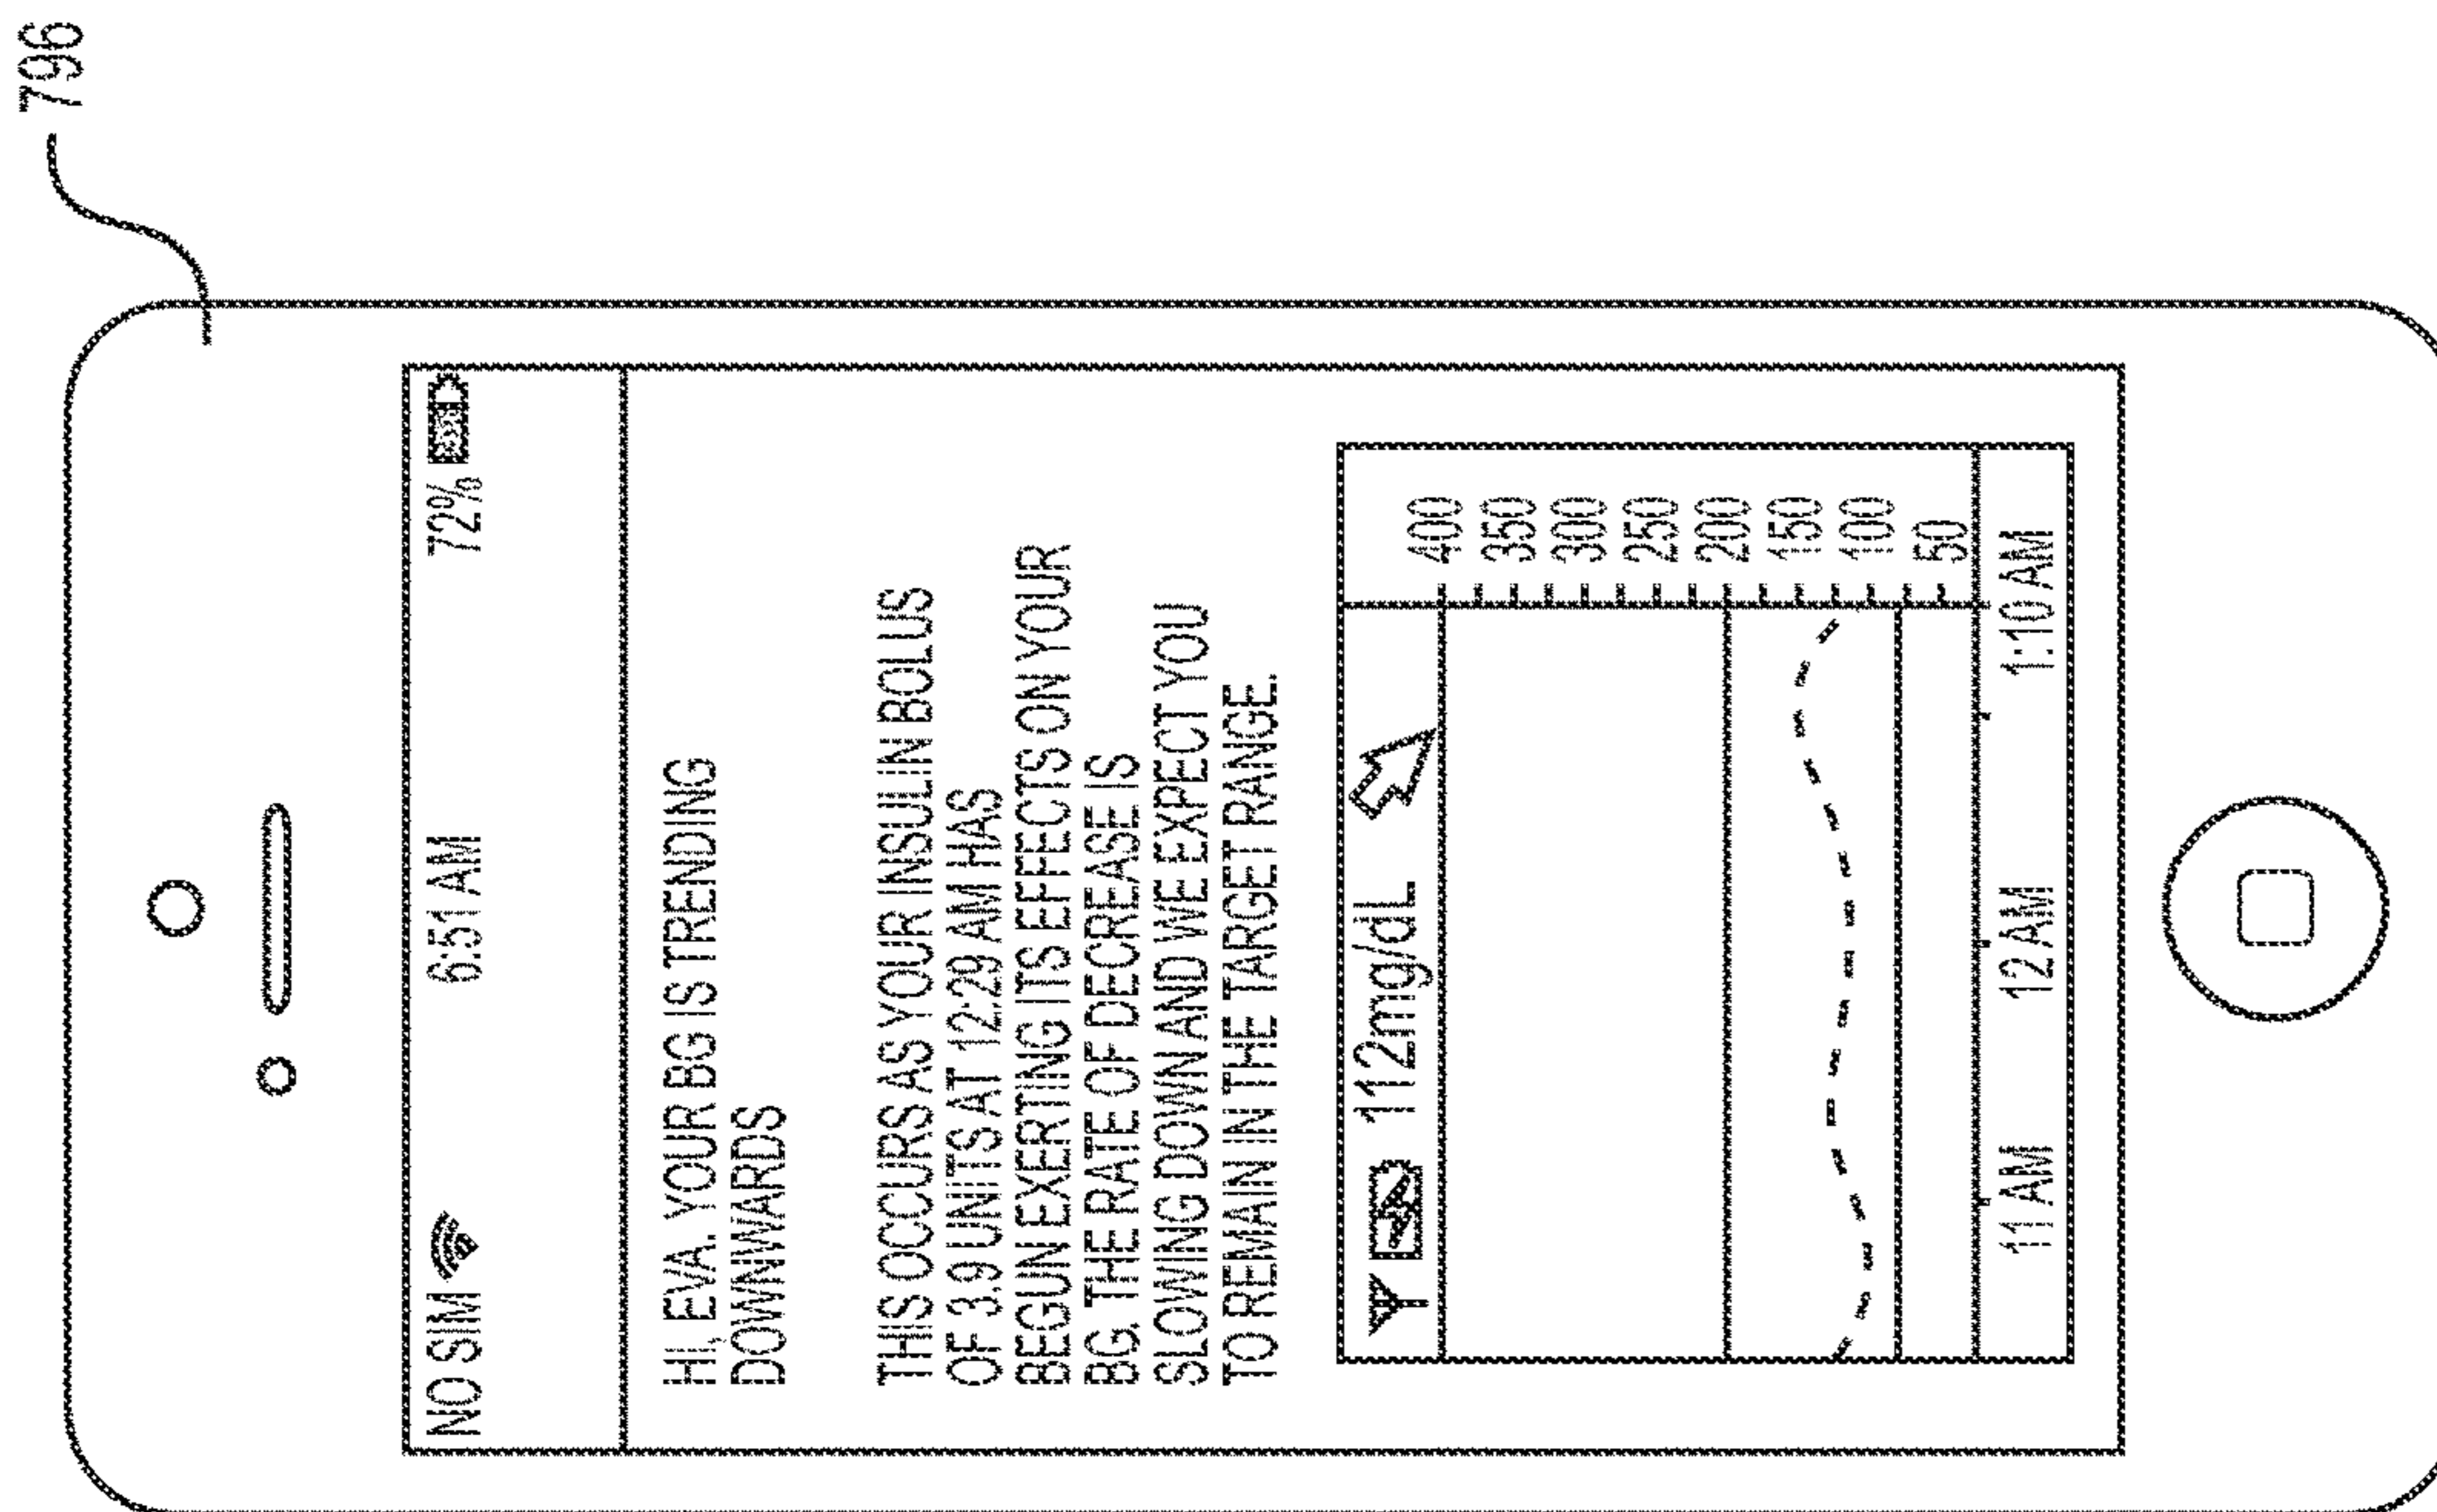 796
NO SIM 6:51 AM 72%
HI, EVA. YOUR BG IS TRENDING
DOWNWARDS
THIS OCCURS AS YOUR INSULIN BOLUS
OF 3.9 UNITS AT 12:29 AM HAS
BEGUN EXERTING ITS EFFECTS ON YOUR
BG. THE RATE OF DECREASE IS
SLOWING DOWN AND WE EXPECT YOU
TO REMAIN IN THE TARGET RANGE.
112mg/dL
400
350
300
250
200
150
100
50
11 AM 12 AM 1:10 AM